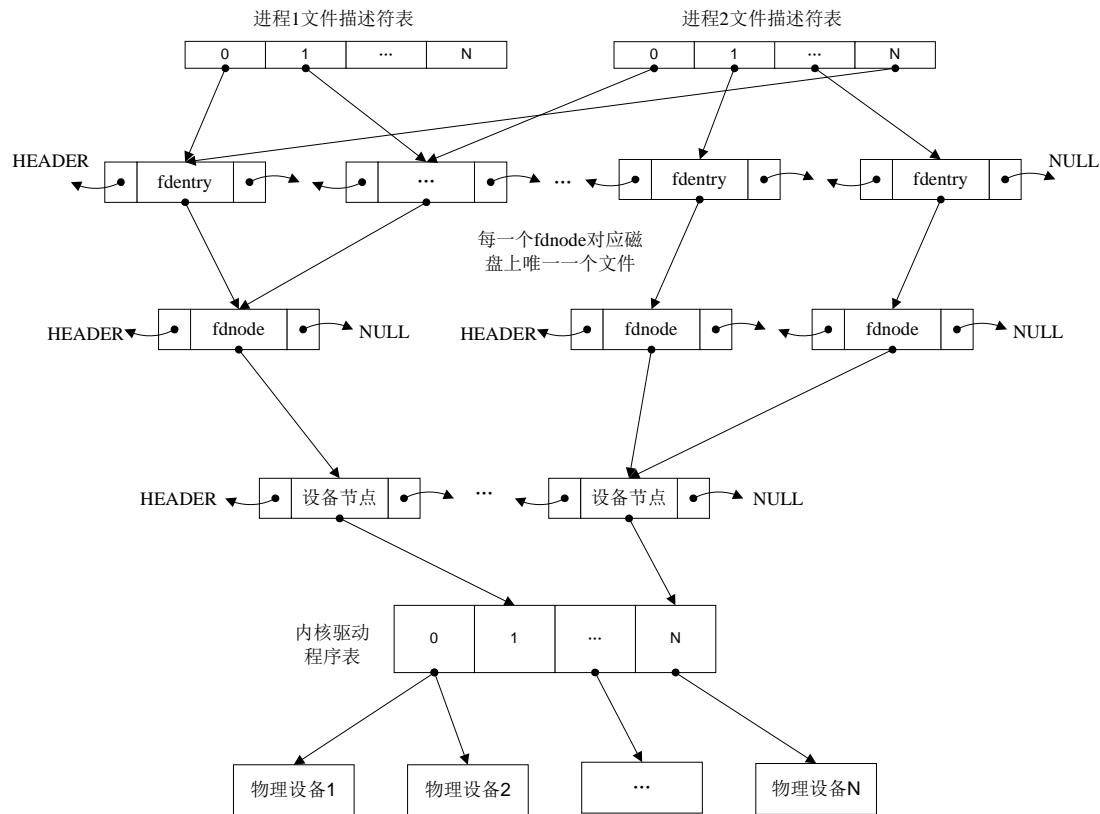 进程1文件描述符表
进程2文件描述符表
0 1 ··· N
0 1 ··· N
HEADER
fdentry
···
···
fdentry
fdentry
NULL
每一个fdnode对应磁
盘上唯一一个文件
HEADER
fdnode
NULL
HEADER
fdnode
fdnode
NULL
HEADER
设备节点
···
设备节点
NULL
内核驱动
程序表
0 1 ··· N
物理设备1
物理设备2
···
物理设备N